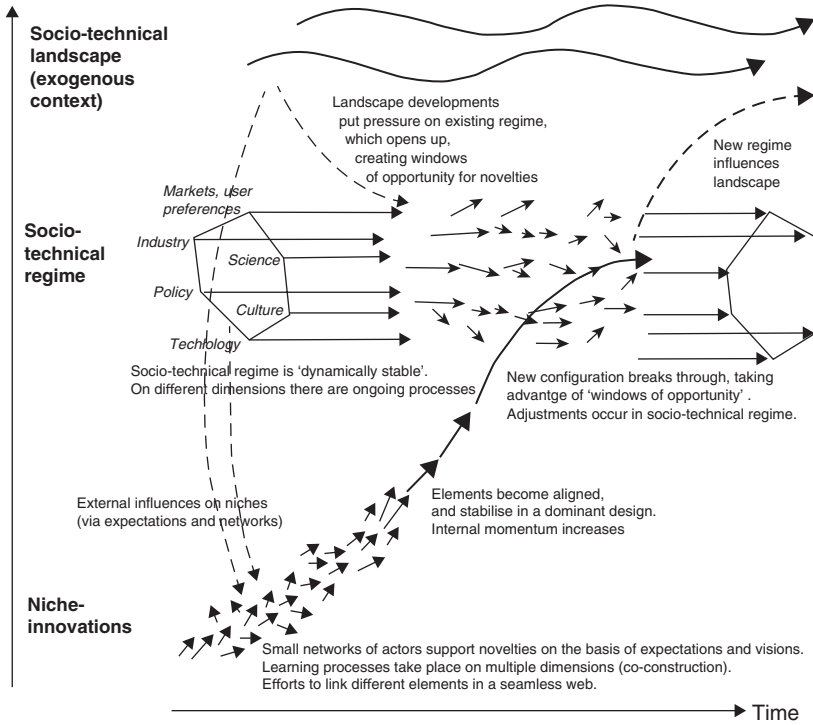 Socio-technical
landscape
(exogenous
context)
Landscape developments
put pressure on existing regime,
which opens up,
creating windows
of opportunity for novelties
New regime
influences
landscape
Markets, user
preferences
Socio-
technical
regime
Industry
Science
Policy
Culture
Techlology
Socio-technical regime is ‘dynamically stable’.
On different dimensions there are ongoing processes
New configuration breaks through, taking
advantge of ‘windows of opportunity’ .
Adjustments occur in socio-technical regime.
External influences on niches
(via expectations and networks)
Elements become aligned,
and stabilise in a dominant design.
Internal momentum increases
Niche-
innovations
Small networks of actors support novelties on the basis of expectations and visions.
Learning processes take place on multiple dimensions (co-construction).
Efforts to link different elements in a seamless web.
Time